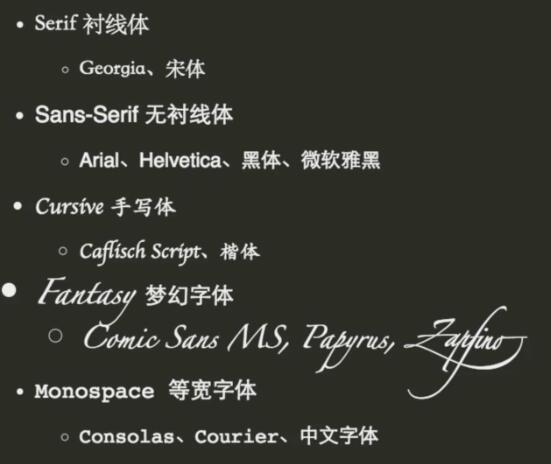 Serif 衬线体
Georgia、宋体
Sans-Serif 无衬线体
Arial、Helvetica、黑体、微软雅黑
Cursive 手写体
Caflisch Script、楷体
Fantasy 梦幻字体
Comic Sans MS, Papyrus, Zapfino
Monospace 等宽字体
Consolas、Courier、中文字体